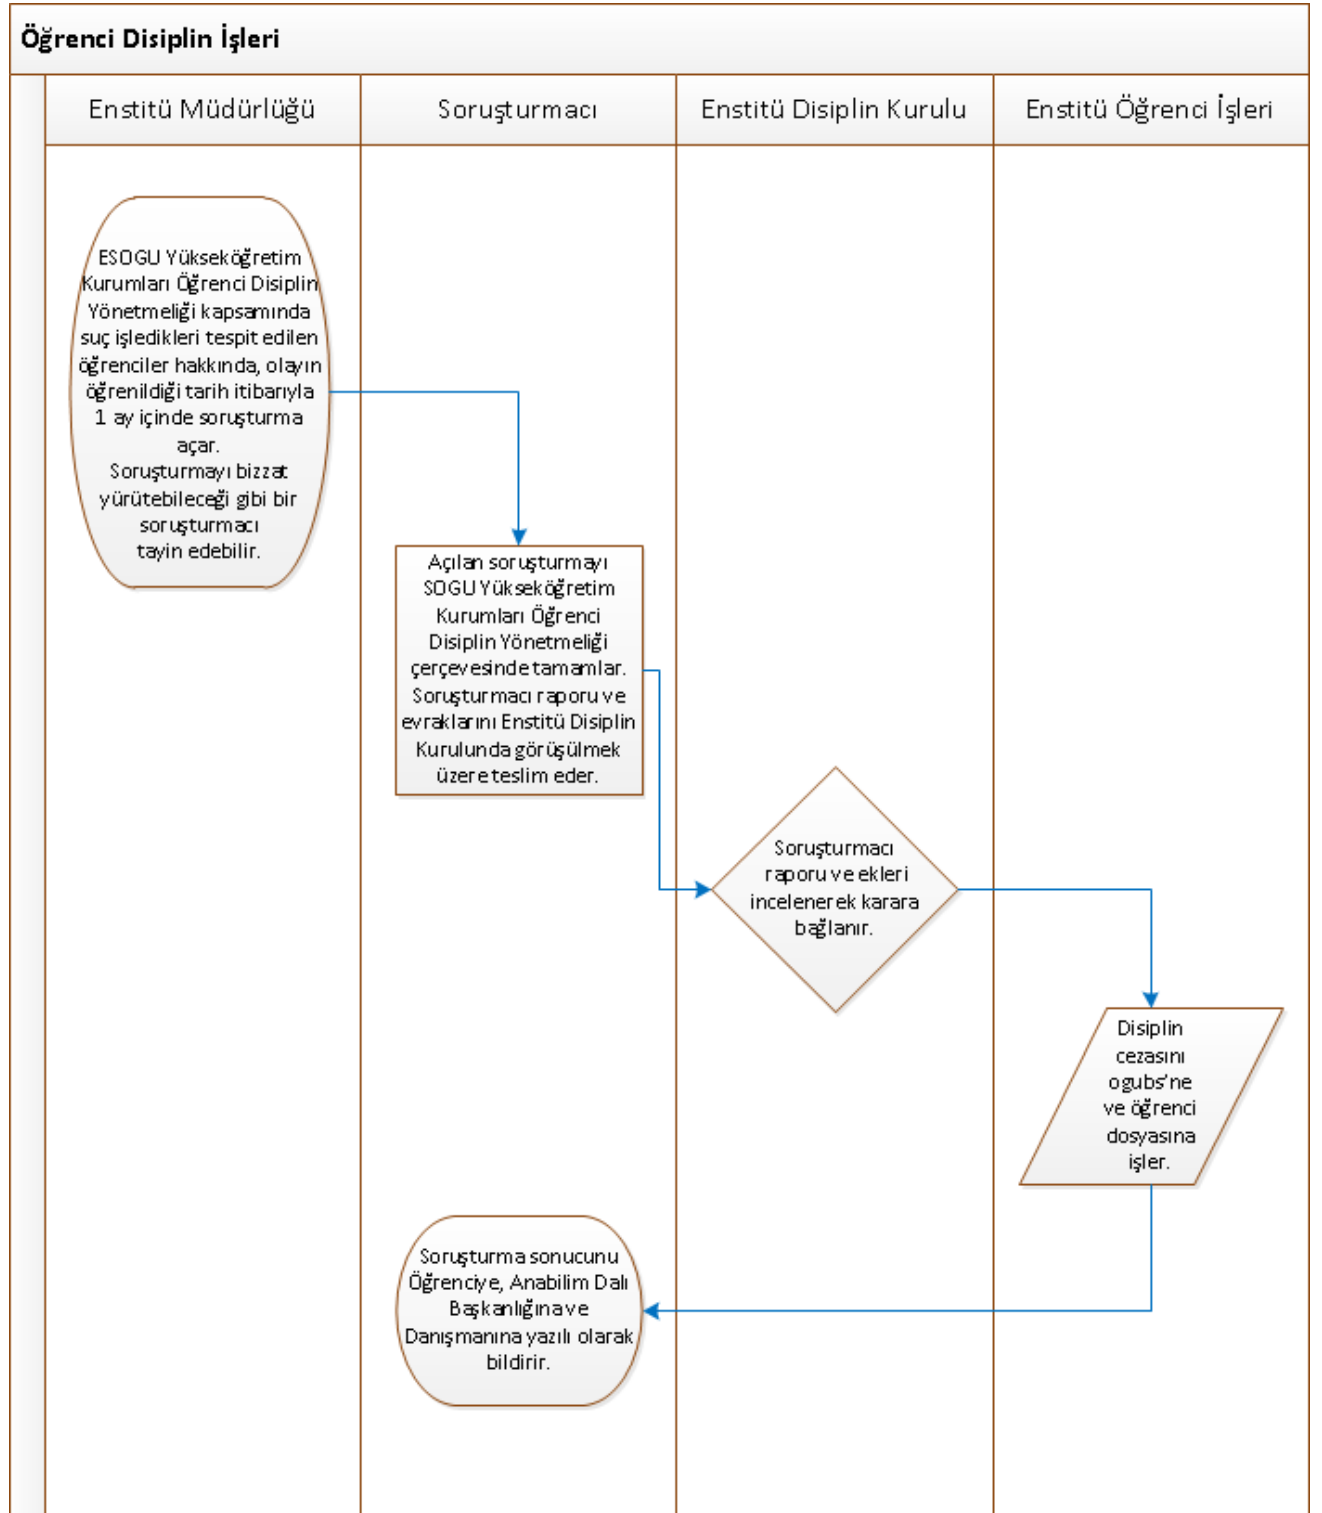 Öğrenci Disiplin İşleri
Enstitü Müdürlüğü
Soruşturmacı
Enstitü Disiplin Kurulu
Enstitü Öğrenci İşleri
ESOGU Yükseköğretim
Kurumları Öğrenci Disiplin
Yönetmeliği kapsamında
suç işledikleri tespit edilen
öğrenciler hakkında, olayın
öğrenildiği tarih itibarıyla
1 ay içinde soruşturma
açar.
Soruşturmayı bizzat
yürütebileceği gibi bir
soruşturmacı
tayin edebilir.
Açılan soruşturmayı
SOGU Yükseköğretim
Kurumları Öğrenci
Disiplin Yönetmeliği
çerçevesinde tamamlar.
Soruşturmacı raporu ve
evraklarını Enstitü Disiplin
Kurulunda görüşülmek
üzere teslim eder.
Soruşturmacı
raporu ve ekleri
incelenerek karara
bağlanır.
Disiplin
cezasını
ogubs'ne
ve öğrenci
dosyasına
işler.
Soruşturma sonucunu
Öğrenciye, Anabilim Dalı
Başkanlığına ve
Danışmanına yazılı olarak
bildirir.